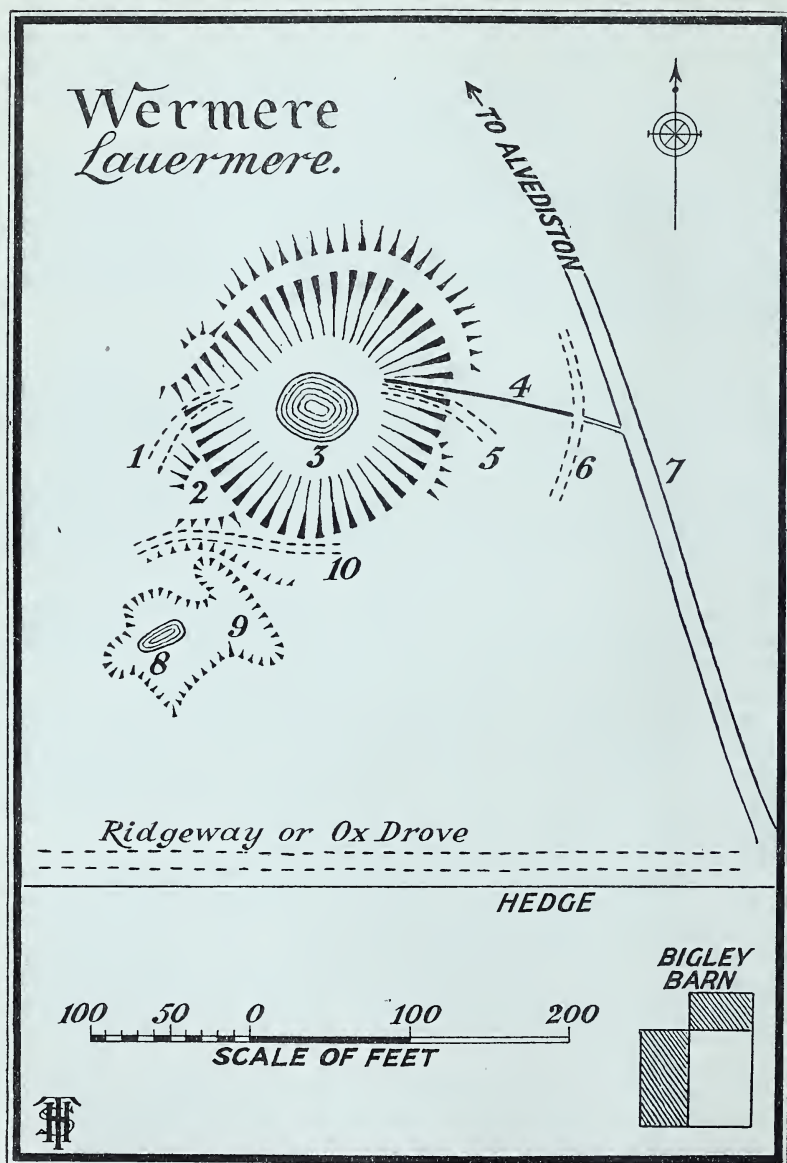 Wermere
Lauermere.
← TO ALVEDISTON
1
2
3
4
5
6
7
10
9
8
Ridgeway or Ox Drove
HEDGE
BIGLEY
BARN
100 50 0 100 200
SCALE OF FEET